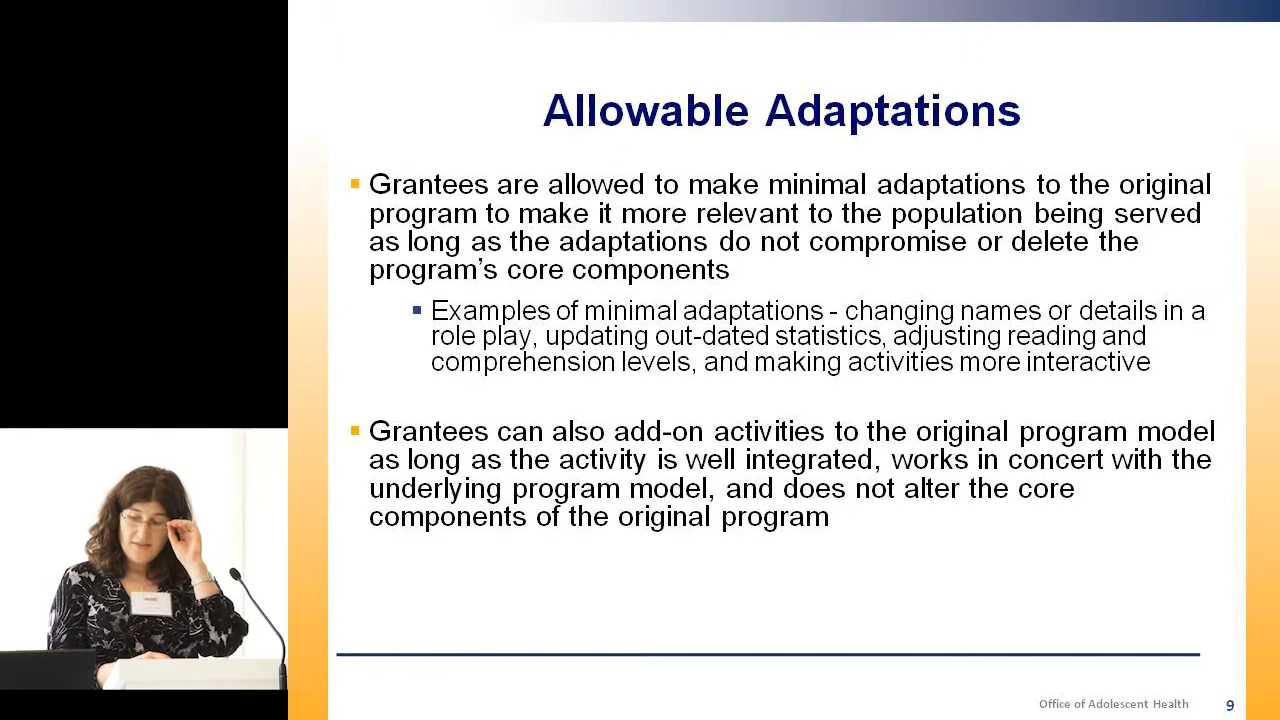 Allowable Adaptations
Grantees are allowed to make minimal adaptations to the original
program to make it more relevant to the population being served
as long as the adaptations do not compromise or delete the
program’s core components
Examples of minimal adaptations - changing names or details in a
role play, updating out-dated statistics, adjusting reading and
comprehension levels, and making activities more interactive
Grantees can also add-on activities to the original program model
as long as the activity is well integrated, works in concert with the
underlying program model, and does not alter the core
components of the original program
Office of Adolescent Health 9